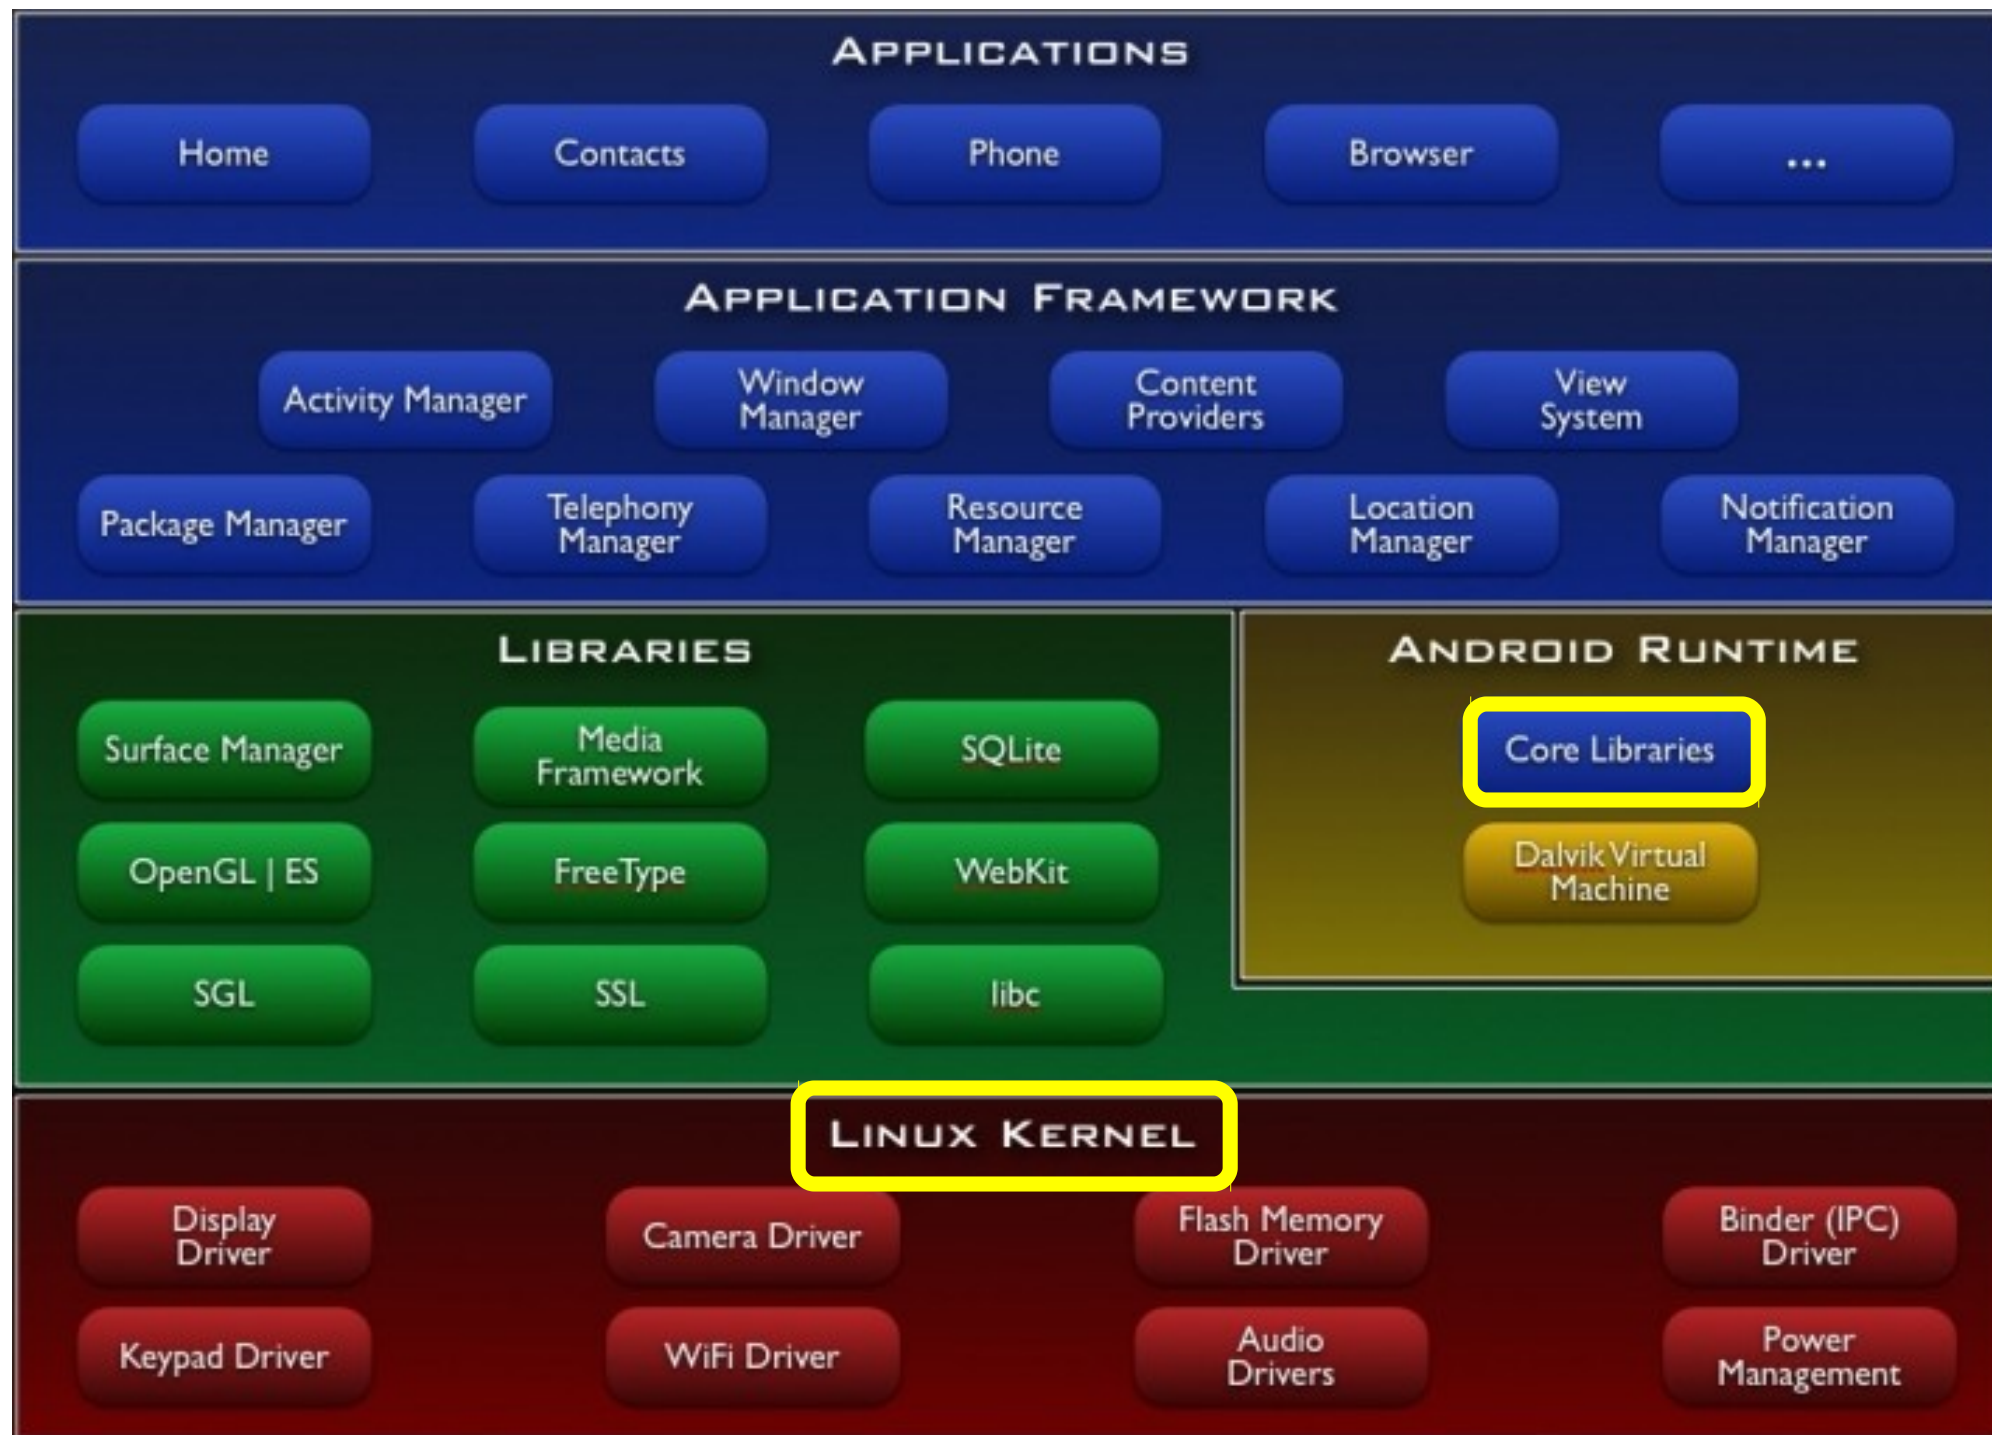 APPLICATIONS
Home
Contacts
Phone
Browser
...
APPLICATION FRAMEWORK
Activity Manager
Window
Manager
Content
Providers
View
System
Package Manager
Telephony
Manager
Resource
Manager
Location
Manager
Notification
Manager
LIBRARIES
Surface Manager
Media
Framework
SQLite
OpenGL | ES
FreeType
WebKit
SGL
SSL
libc
ANDROID RUNTIME
Core Libraries
Dalvik Virtual
Machine
LINUX KERNEL
Display
Driver
Camera Driver
Flash Memory
Driver
Binder (IPC)
Driver
Keypad Driver
WiFi Driver
Audio
Drivers
Power
Management